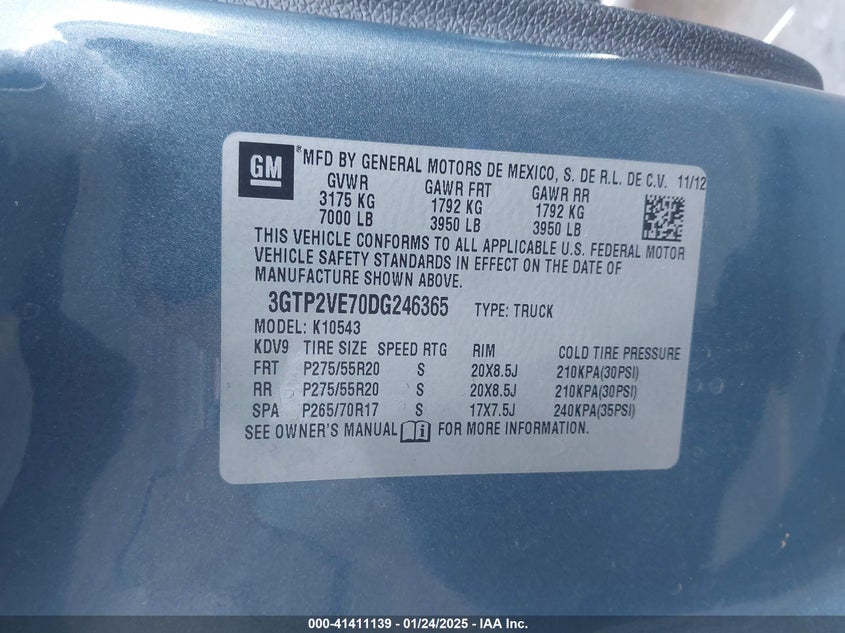 GM ® MFD BY GENERAL MOTORS DE MEXICO, S. DE R.L. DE C.V. 11/12
GVWR GAWR FRT GAWR RR
3175 KG 1792 KG 1792 KG
7000 LB 3950 LB 3950 LB
THIS VEHICLE CONFORMS TO ALL APPLICABLE U.S. FEDERAL MOTOR
VEHICLE SAFETY STANDARDS IN EFFECT ON THE DATE OF
MANUFACTURE SHOWN ABOVE.
3GTP2VE70DG246365 TYPE: TRUCK
MODEL: K10543
KDV9 TIRE SIZE SPEED RTG RIM COLD TIRE PRESSURE
FRT P275/55R20 S 20X8.5J 210KPA(30PSI)
RR P275/55R20 S 20X8.5J 210KPA(30PSI)
SPA P265/70R17 S 17X7.5J 240KPA(35PSI)
SEE OWNER'S MANUAL i FOR MORE INFORMATION.
000-41411139 - 01/24/2025 - IAA Inc.